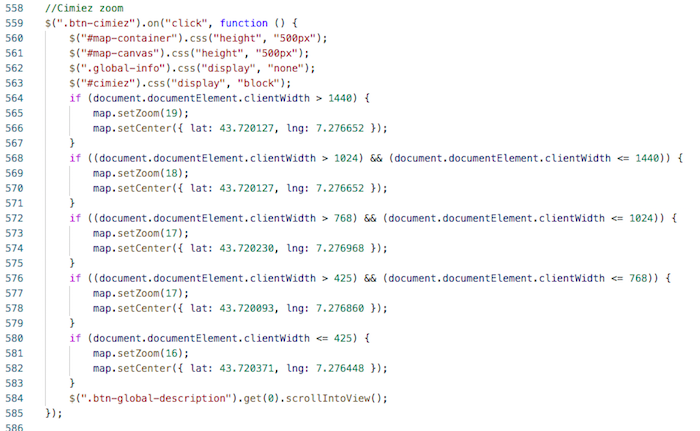 558 //Cimiez zoom
559 $(".btn-cimiez").on("click", function () {
560 $("#map-container").css("height", "500px");
561 $("#map-canvas").css("height", "500px");
562 $(".global-info").css("display", "none");
563 $("#cimiez").css("display", "block");
564 if (document.documentElement.clientWidth > 1440) {
565 map.setZoom(19);
566 map.setCenter({ lat: 43.720127, lng: 7.276652 });
567 }
568 if ((document.documentElement.clientWidth > 1024) && (document.documentElement.clientWidth <= 1440)) {
569 map.setZoom(18);
570 map.setCenter({ lat: 43.720127, lng: 7.276652 });
571 }
572 if ((document.documentElement.clientWidth > 768) && (document.documentElement.clientWidth <= 1024)) {
573 map.setZoom(17);
574 map.setCenter({ lat: 43.720230, lng: 7.276968 });
575 }
576 if ((document.documentElement.clientWidth > 425) && (document.documentElement.clientWidth <= 768)) {
577 map.setZoom(17);
578 map.setCenter({ lat: 43.720093, lng: 7.276860 });
579 }
580 if (document.documentElement.clientWidth <= 425) {
581 map.setZoom(16);
582 map.setCenter({ lat: 43.720371, lng: 7.276448 });
583 }
584 $(".btn-global-description").get(0).scrollIntoView();
585 });
586